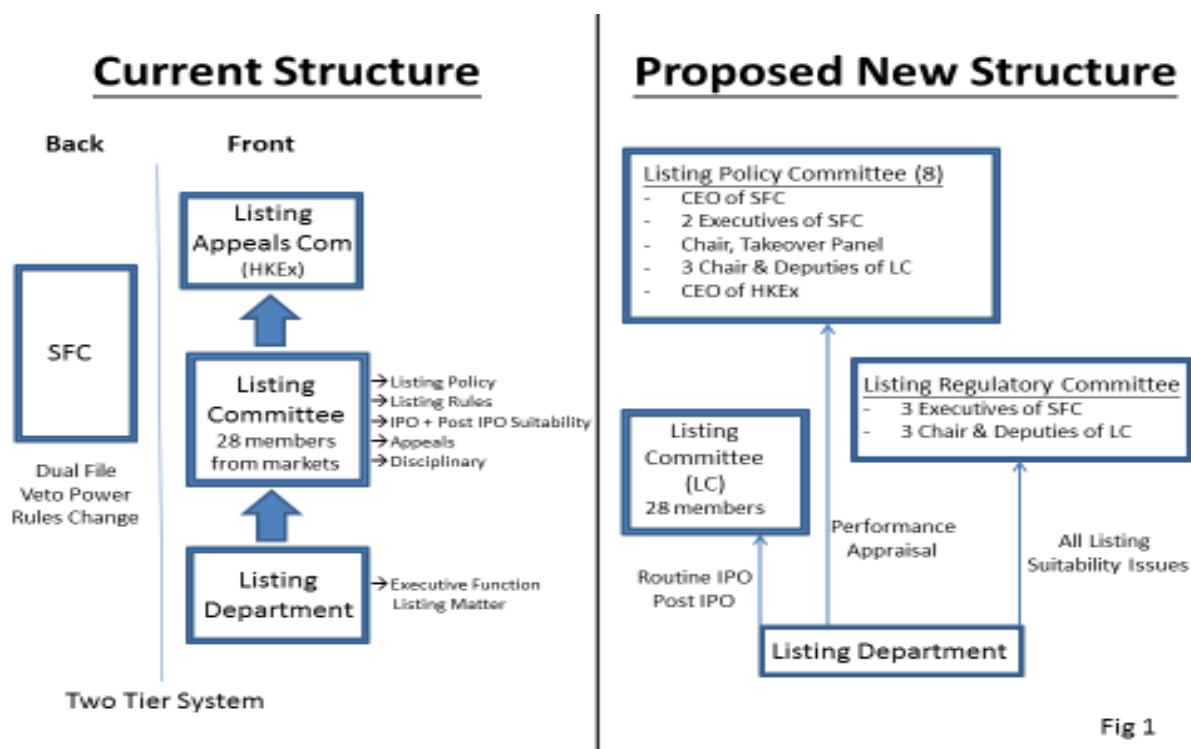 Current Structure
Back
Front
Listing
Appeals Com
(HKEx)
SFC
Dual File
Veto Power
Rules Change
Listing
Committee
28 members
from markets
→Listing Policy
→Listing Rules
→IPO + Post IPO Suitability
→Appeals
→Disciplinary
Listing
Department
→Executive Function
Listing Matter
Two Tier System
Proposed New Structure
Listing Policy Committee (8)
- CEO of SFC
- 2 Executives of SFC
- Chair, Takeover Panel
- 3 Chair & Deputies of LC
- CEO of HKEx
Listing Regulatory Committee
- 3 Executives of SFC
- 3 Chair & Deputies of LC
Listing
Committee
(LC)
28 members
Performance
Appraisal
All Listing
Suitability Issues
Routine IPO
Post IPO
Listing Department
Fig 1